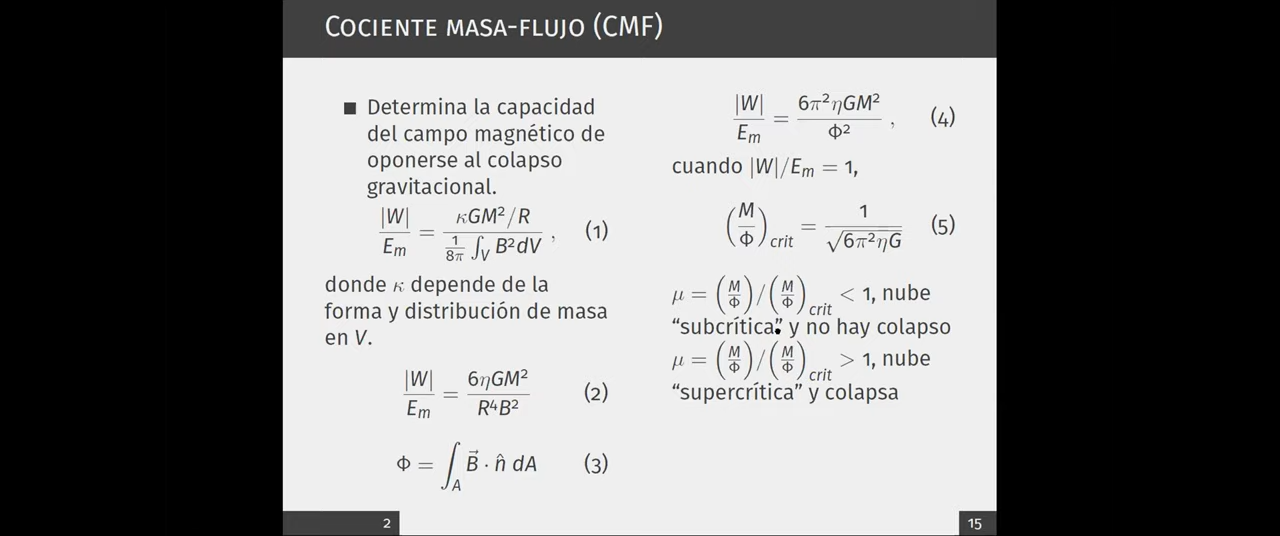 COCIENTE MASA-FLUJO (CMF)
■ Determina la capacidad
del campo magnético de
oponerse al colapso
gravitacional.
|W| / E_m = (κGM²/R) / ((1/8π) ∫_V B²dV) , (1)
donde κ depende de la
forma y distribución de masa
en V.
|W| / E_m = 6ηGM² / R⁴B² (2)
Φ = ∫_A B⃗ · n̂ dA (3)
|W| / E_m = 6π²ηGM² / Φ² , (4)
cuando |W|/E_m = 1,
(M/Φ)_crit = 1 / √(6π²ηG) (5)
μ = (M/Φ) / (M/Φ)_crit < 1, nube
“subcrítica” y no hay colapso
μ = (M/Φ) / (M/Φ)_crit > 1, nube
“supercrítica” y colapsa
2
15